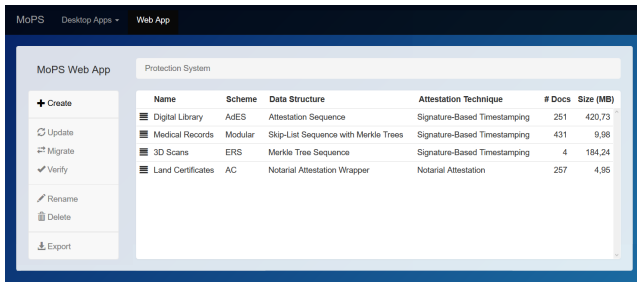 MoPS Desktop Apps Web App
MoPS Web App
Protection System
Create
Update
Migrate
Verify
Rename
Delete
Export
Name Scheme Data Structure Attestation Technique # Docs Size (MB)
Digital Library AdES Attestation Sequence Signature-Based Timestamping 251 420,73
Medical Records Modular Skip-List Sequence with Merkle Trees Signature-Based Timestamping 431 9,98
3D Scans ERS Merkle Tree Sequence Signature-Based Timestamping 4 184,24
Land Certificates AC Notarial Attestation Wrapper Notarial Attestation 257 4,95